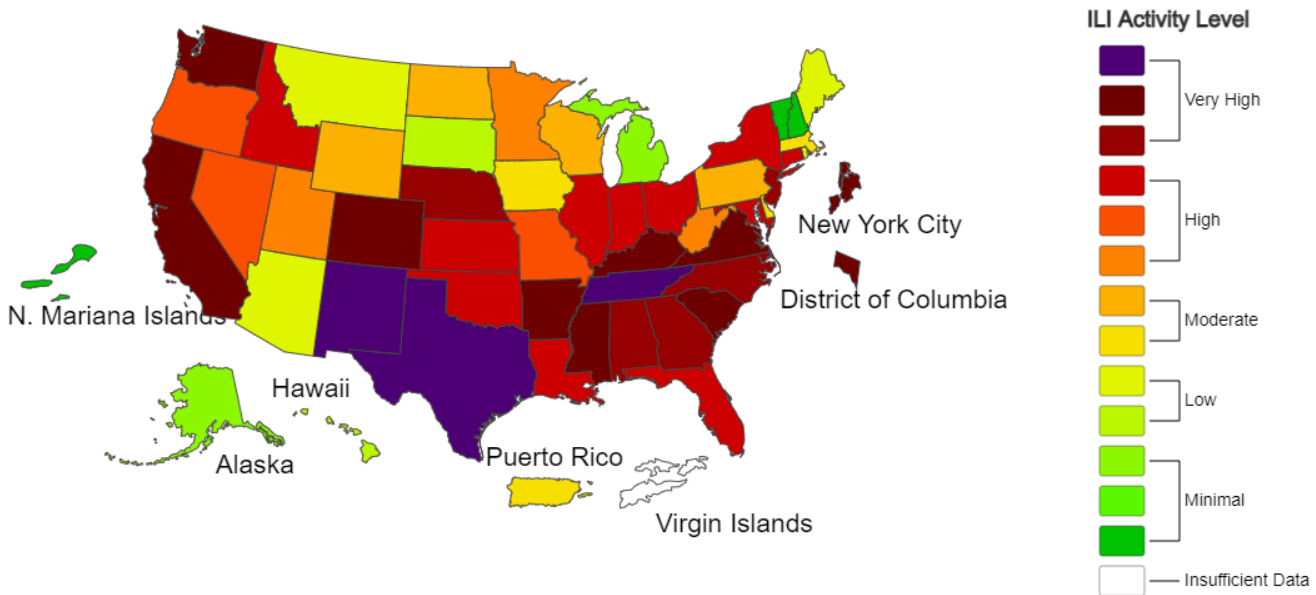 ILI Activity Level
Very High
High
Moderate
Low
Minimal
Insufficient Data
New York City
District of Columbia
N. Mariana Islands
Hawaii
Alaska
Puerto Rico
Virgin Islands